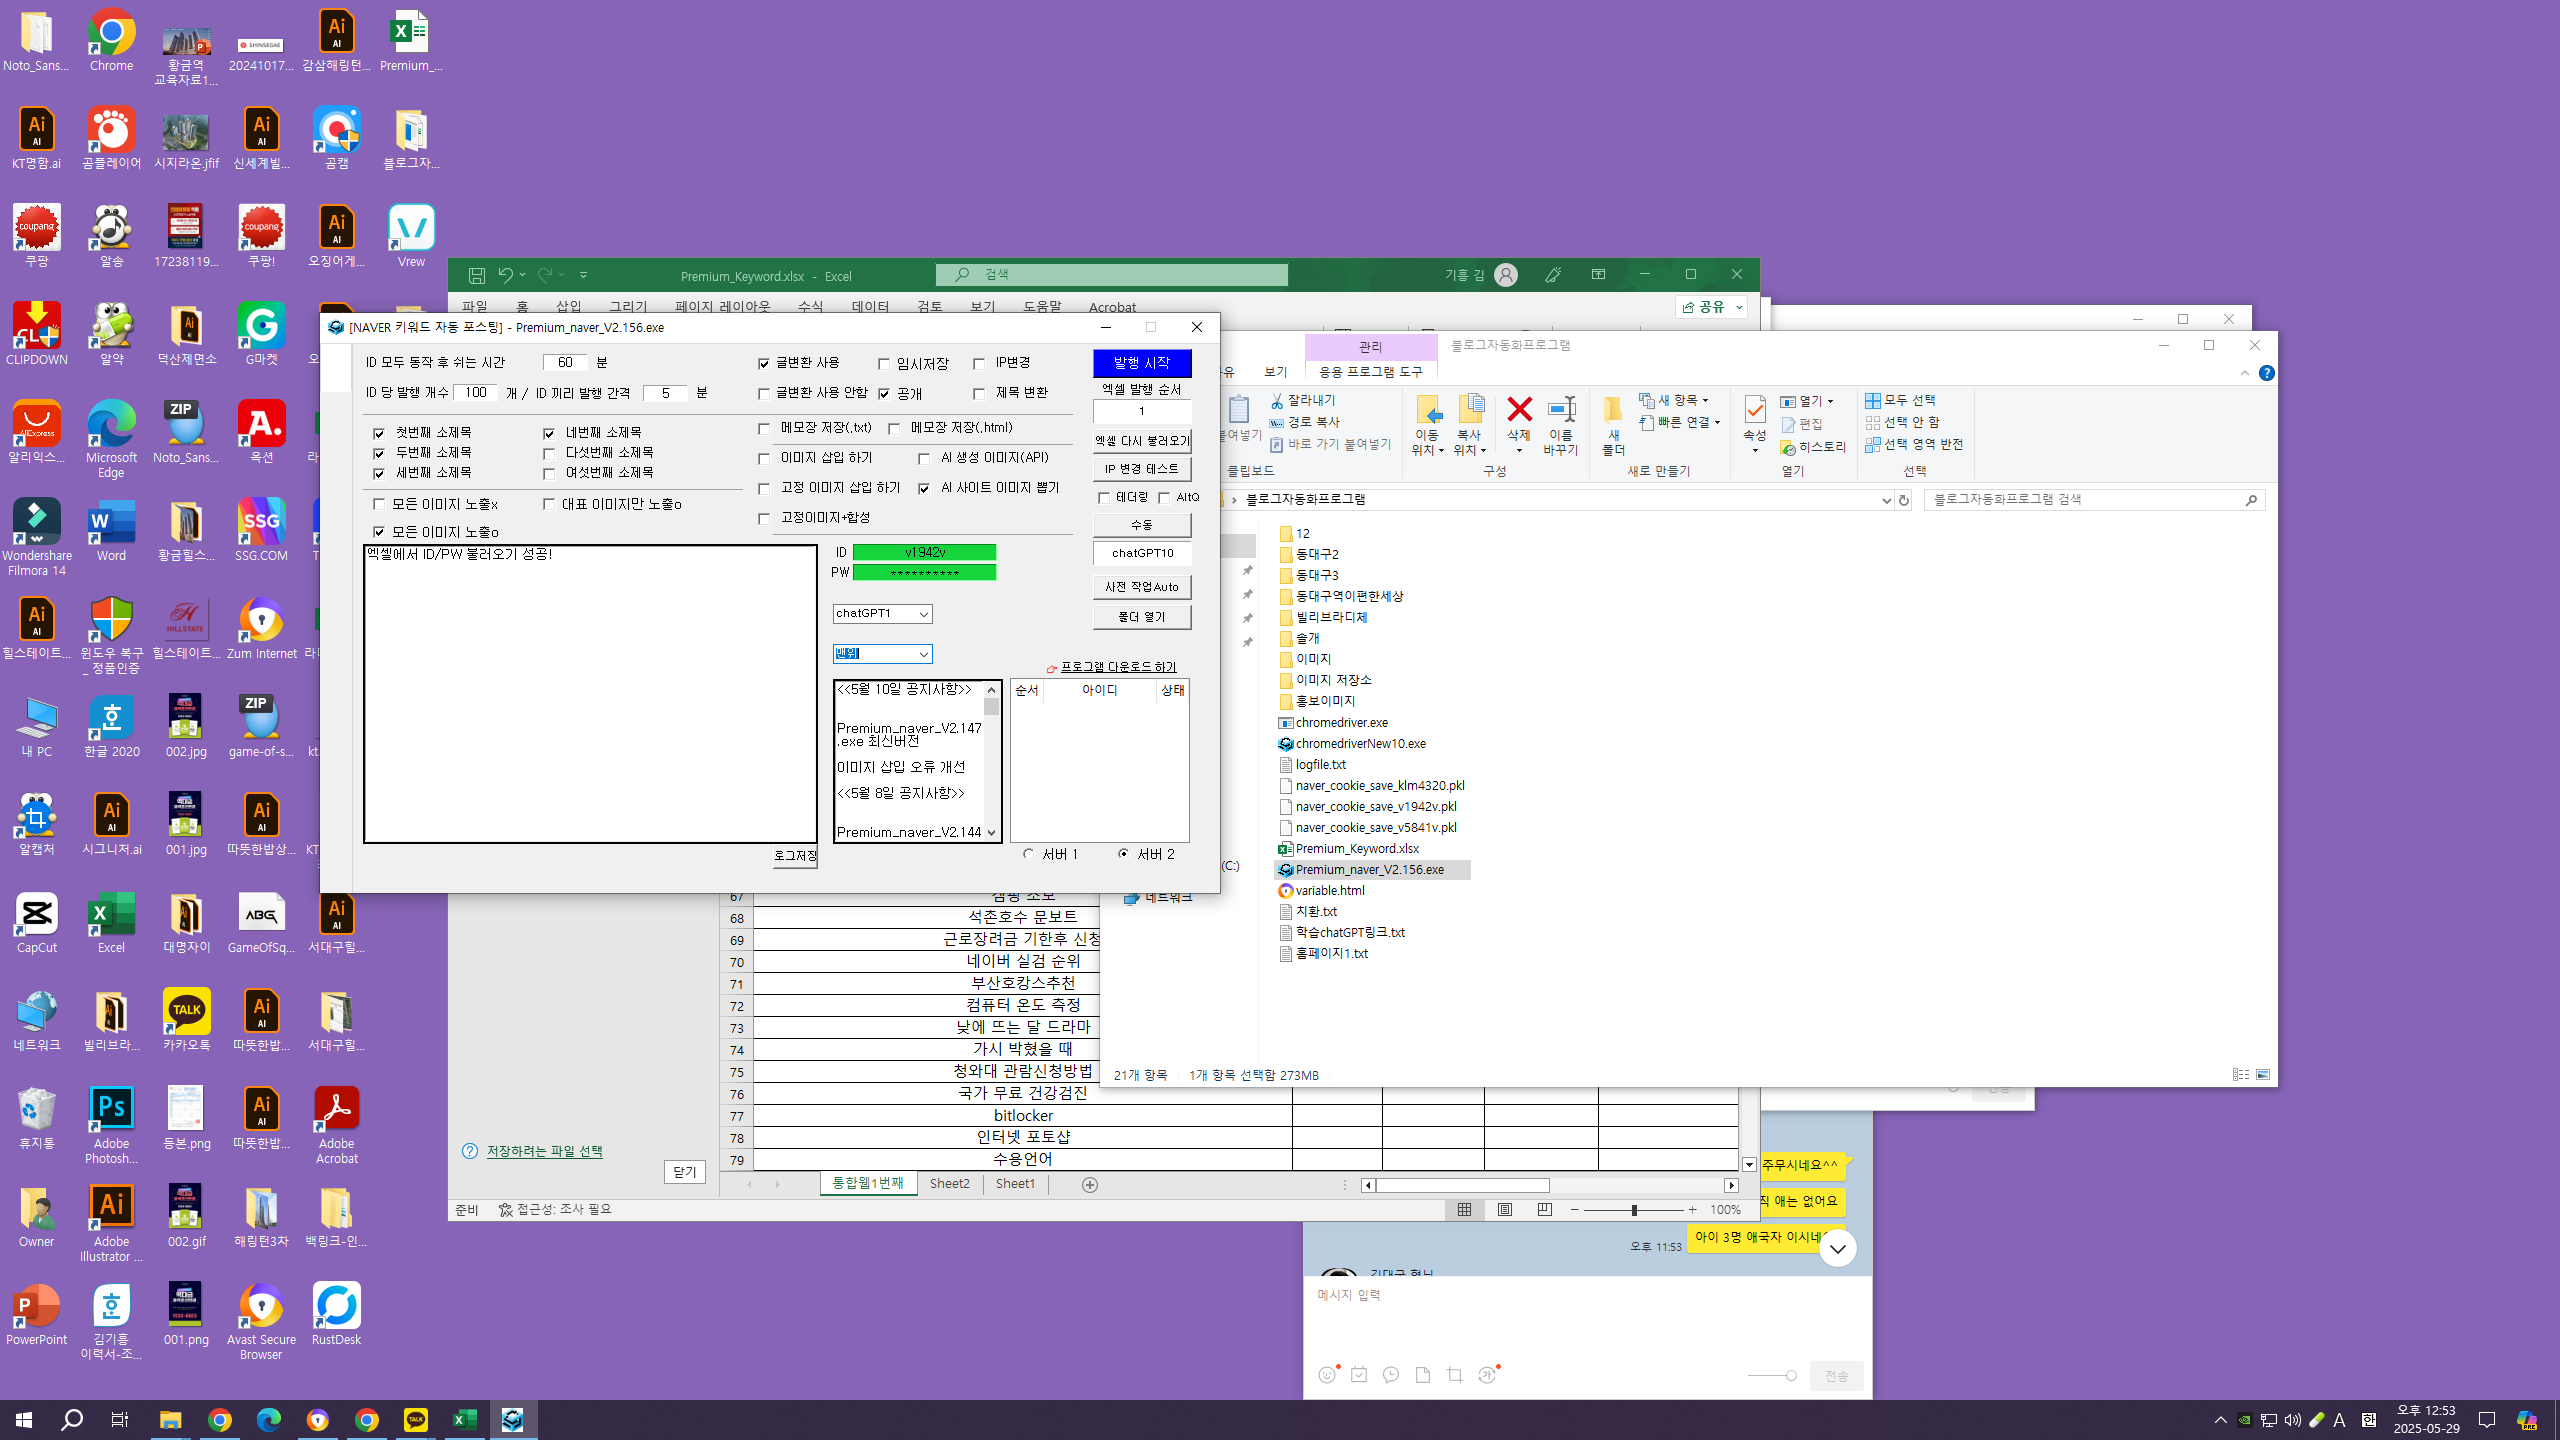 Noto_Sans...
Chrome
황금역
교육자료1...
20241017...
감삼해링턴...
Premium_...
KT명함.ai
곰플레이어
시지라온.jfif
신세계빌...
곰캠
블로그자...
쿠팡
알송
17238119...
쿠팡!
오징어게...
Vrew
CLIPDOWN
알약
덕산제면소
G마켓
알리익스...
Microsoft
Edge
Noto_Sans...
옥션
Wondershare
Filmora 14
Word
황금힐스...
SSG.COM
힐스테이트...
윈도우 복구
_ 정품인증
힐스테이트...
Zum Internet
내 PC
한글 2020
002.jpg
game-of-s...
알캡처
시그니처.ai
001.jpg
따뜻한밥상...
CapCut
Excel
대명자이
GameOfSq...
서대구힐...
네트워크
빌리브라...
카카오톡
따뜻한밥...
서대구힐...
휴지통
Adobe
Photosh...
등본.png
따뜻한밥...
Adobe
Acrobat
Owner
Adobe
Illustrator ...
002.gif
해링턴3차
백링크-인...
PowerPoint
김기흥
이력서-조...
001.png
Avast Secure
Browser
RustDesk
Premium_Keyword.xlsx - Excel
검색
기흥 김
파일 홈 삽입 그리기 페이지 레이아웃 수식 데이터 검토 보기 도움말 Acrobat
공유
[NAVER 키워드 자동 포스팅] - Premium_naver_V2.156.exe
ID 모두 동작 후 쉬는 시간 60 분
ID 당 발행 개수 100 개 / ID 끼리 발행 간격 5 분
글변환 사용 임시저장 IP변경
글변환 사용 안함 공개 제목 변환
발행 시작
엑셀 발행 순서
1
엑셀 다시 불러오기
IP 변경 테스트
테더링 AltQ
수동
chatGPT10
사전 작업Auto
폴더 열기
첫번째 소제목 네번째 소제목
두번째 소제목 다섯번째 소제목
세번째 소제목 여섯번째 소제목
모든 이미지 노출x 대표 이미지만 노출o
모든 이미지 노출o
메모장 저장(.txt) 메모장 저장(.html)
이미지 삽입 하기 AI 생성 이미지(API)
고정 이미지 삽입 하기 AI 사이트 이미지 뽑기
고정이미지+합성
엑셀에서 ID/PW 불러오기 성공!
ID v1942v
PW **********
chatGPT1
맨위
프로그램 다운로드 하기
<<5월 10일 공지사항>>
Premium_naver_V2.147
.exe 최신버전
이미지 삽입 오류 개선
<<5월 8일 공지사항>>
Premium_naver_V2.144
순서 아이디 상태
서버 1 서버 2
로그저장
관리
블로그자동화프로그램
보기
응용 프로그램 도구
붙여넣기
잘라내기
경로 복사
바로 가기 붙여넣기
클립보드
이동
위치
복사
위치
삭제
이름
바꾸기
구성
새
폴더
새 항목
빠른 연결
새로 만들기
속성
열기
편집
히스토리
열기
모두 선택
선택 안 함
선택 영역 반전
선택
블로그자동화프로그램
블로그자동화프로그램 검색
12
동대구2
동대구3
동대구역이편한세상
빌리브라디체
솔개
이미지
이미지 저장소
홍보이미지
chromedriver.exe
chromedriverNew10.exe
logfile.txt
naver_cookie_save_klm4320.pkl
naver_cookie_save_v1942v.pkl
naver_cookie_save_v5841v.pkl
Premium_Keyword.xlsx
Premium_naver_V2.156.exe
variable.html
치환.txt
학습chatGPT링크.txt
홈페이지1.txt
(C:)
네트워크
21개 항목 1개 항목 선택함 273MB
67 캠핑 소모
68 석촌호수 문보트
69 근로장려금 기한후 신청
70 네이버 실검 순위
71 부산호캉스추천
72 컴퓨터 온도 측정
73 낮에 뜨는 달 드라마
74 가시 박혔을 때
75 청와대 관람신청방법
76 국가 무료 건강검진
77 bitlocker
78 인터넷 포토샵
79 수용언어
저장하려는 파일 선택
닫기
통합웹1번째 Sheet2 Sheet1
준비 접근성: 조사 필요
100%
주무시네요^^
직 애는 없어요
오후 11:53 아이 3명 애국자 이시네
메시지 입력
전송
A
한
오후 12:53
2025-05-29